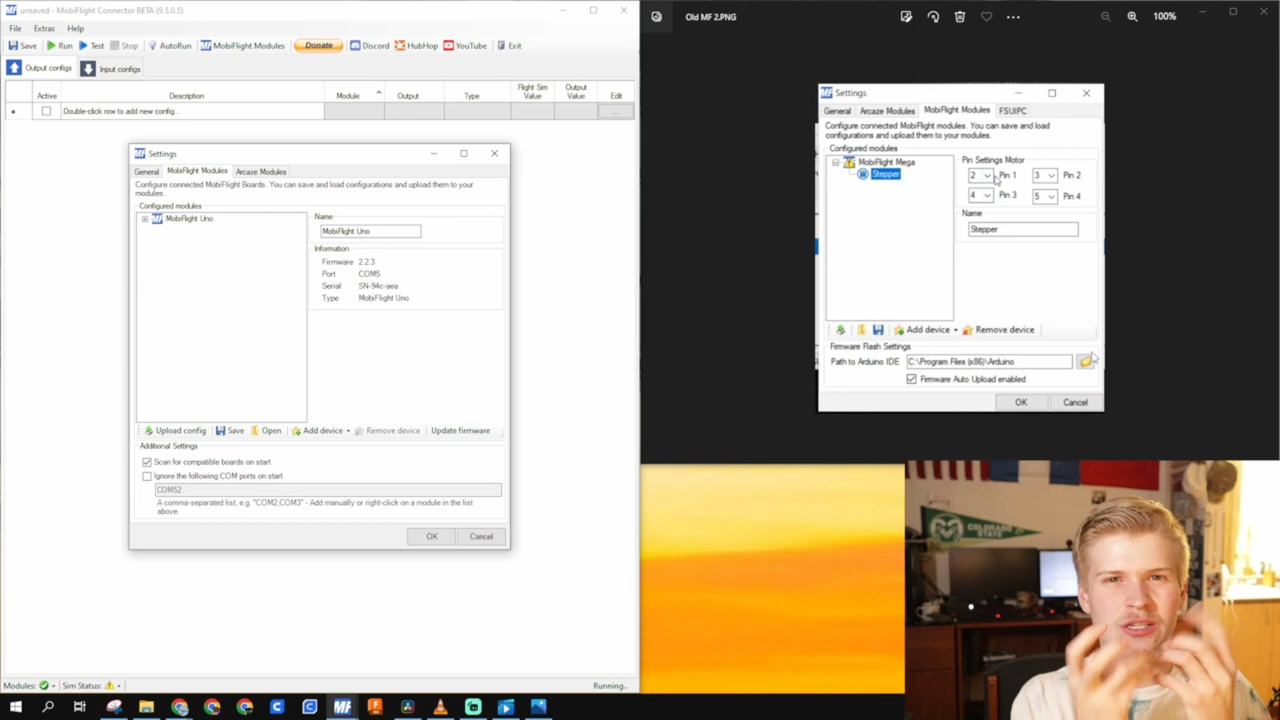 unsaved - MobiFlight Connector BETA (9.5.0.5)
File Extras Help
Save Run Test Stop AutoRun MobiFlight Modules Donate Discord HubHop YouTube Exit
Output configs Input configs
Active Description Module Output Type Flight Sim Value Output Value Edit
Double-click row to add new config...
...
Settings
General MobiFlight Modules Arcaze Modules
Configure connected MobiFlight Boards. You can save and load configurations and upload them to your
modules.
Configured modules
MobiFlight Uno
Name
MobiFlight Uno
Information
Firmware 2.2.3
Port COM5
Serial SN-94c-aea
Type MobiFlight Uno
Upload config Save Open Add device Remove device Update firmware
Additional Settings
Scan for compatible boards on start
Ignore the following COM ports on start
COM52
A comma-separated list, e.g. "COM2,COM3" - Add manually or right-click on a module in the list
above.
OK Cancel
Modules: Sim Status: Running...
Old MF 2.PNG
100%
Settings
General Arcaze Modules MobiFlight Modules FSUIPC
Configure connected MobiFlight modules. You can save and load
configurations and upload them to your modules.
Configured modules
MobiFlight Mega
Stepper
Pin Settings Motor
2 Pin 1 3 Pin 2
4 Pin 3 5 Pin 4
Name
Stepper
Add device Remove device
Firmware Flash Settings
Path to Arduino IDE C:\Program Files (x86)\Arduino
Firmware Auto Upload enabled
OK Cancel
COLORADO
STATE